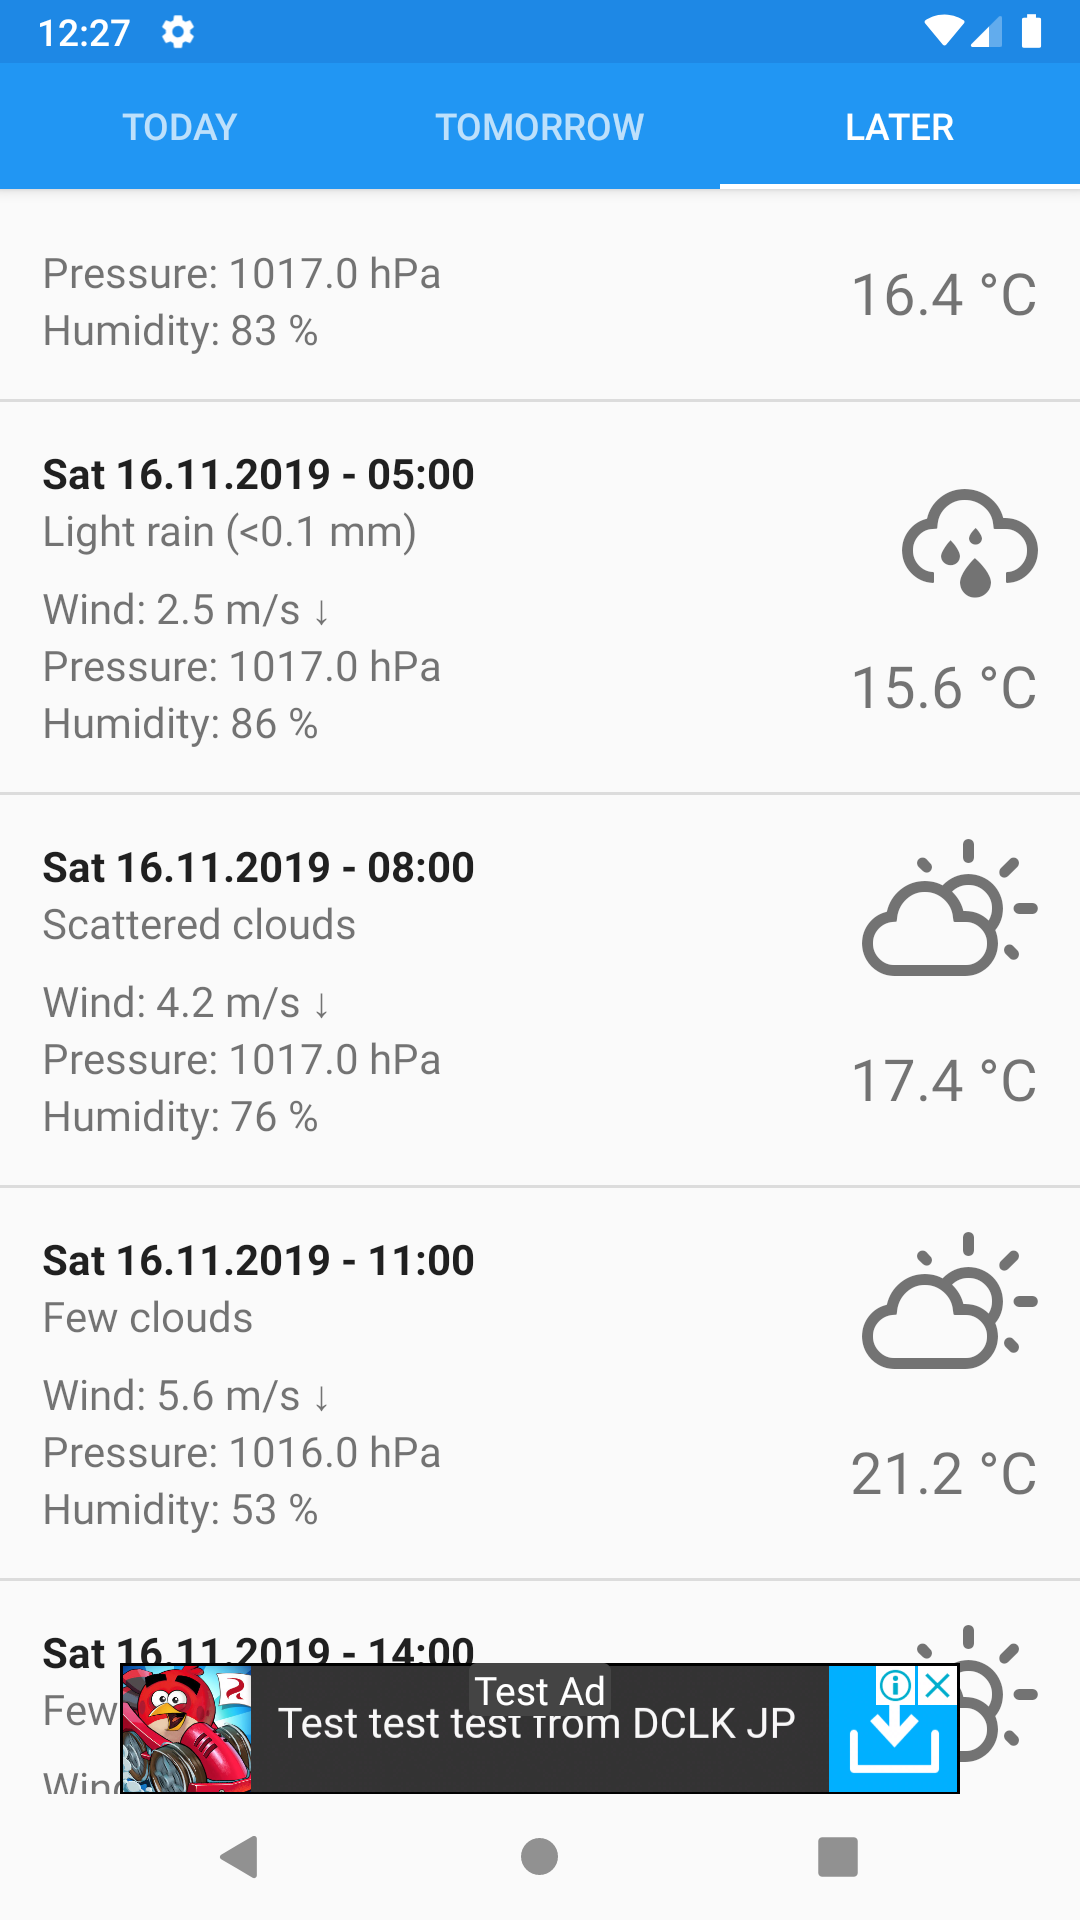 12:27
TODAY TOMORROW LATER
Pressure: 1017.0 hPa
16.4 °C
Humidity: 83 %
Sat 16.11.2019 - 05:00
Light rain (<0.1 mm)
Wind: 2.5 m/s ↓
Pressure: 1017.0 hPa
15.6 °C
Humidity: 86 %
Sat 16.11.2019 - 08:00
Scattered clouds
Wind: 4.2 m/s ↓
Pressure: 1017.0 hPa
17.4 °C
Humidity: 76 %
Sat 16.11.2019 - 11:00
Few clouds
Wind: 5.6 m/s ↓
Pressure: 1016.0 hPa
21.2 °C
Humidity: 53 %
Sat 16.11.2019 - 14:00
Few
Wind
Test Ad
Test test test from DCLK JP